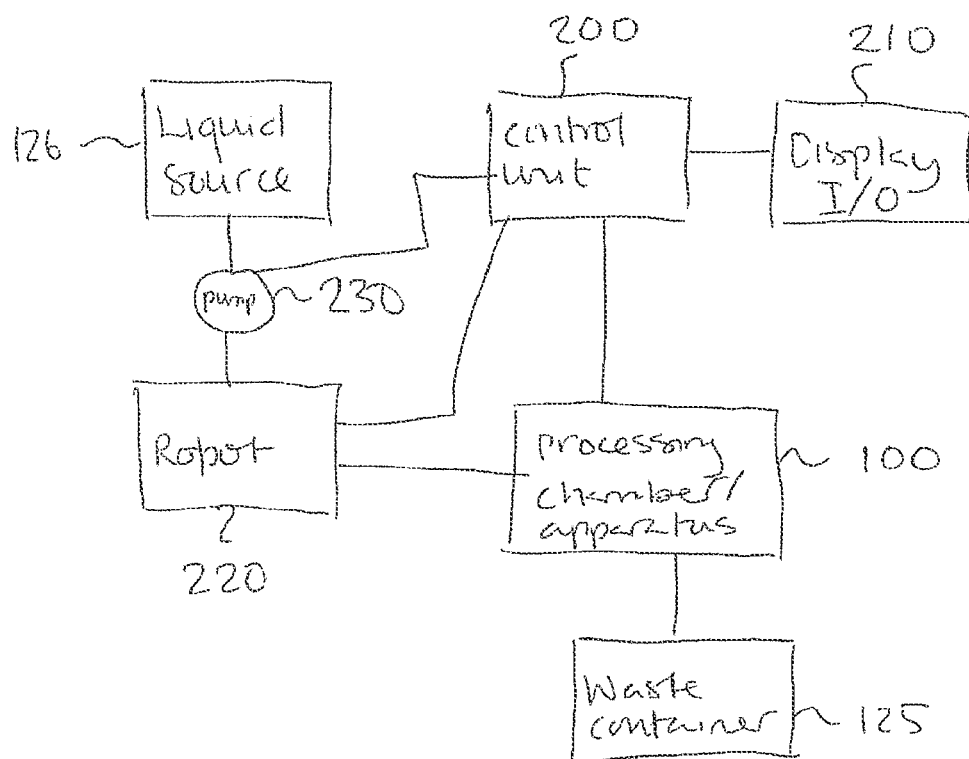 200
210
126
Liquid
source
control
unit
Display
I/O
pump
230
Robot
220
processing
chamber/
apparatus
100
Waste
container
125